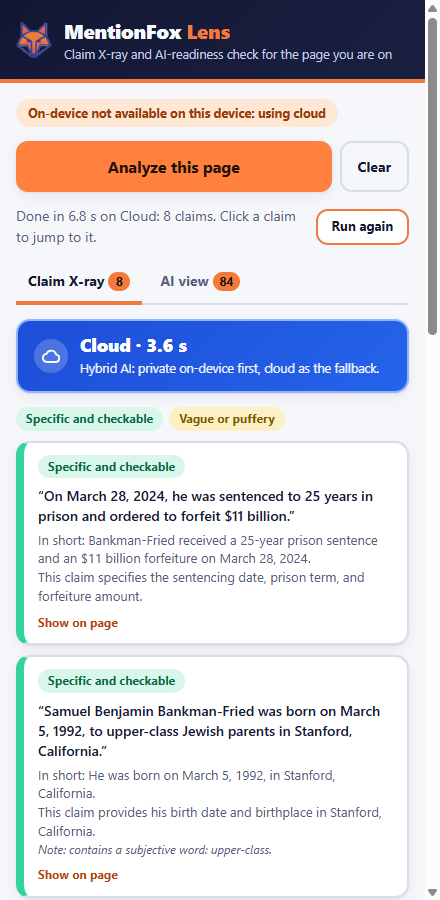 MentionFox Lens
Claim X-ray and AI-readiness check for the page you are on
On-device not available on this device: using cloud
Analyze this page
Clear
Done in 6.8 s on Cloud: 8 claims. Click a claim
to jump to it.
Run again
Claim X-ray 8
AI view 84
Cloud · 3.6 s
Hybrid AI: private on-device first, cloud as the fallback.
Specific and checkable
Vague or puffery
Specific and checkable
“On March 28, 2024, he was sentenced to 25 years in
prison and ordered to forfeit $11 billion.”
In short: Bankman-Fried received a 25-year prison sentence
and an $11 billion forfeiture on March 28, 2024.
This claim specifies the sentencing date, prison term, and
forfeiture amount.
Show on page
Specific and checkable
“Samuel Benjamin Bankman-Fried was born on March
5, 1992, to upper-class Jewish parents in Stanford,
California.”
In short: He was born on March 5, 1992, in Stanford,
California.
This claim provides his birth date and birthplace in Stanford,
California.
Note: contains a subjective word: upper-class.
Show on page